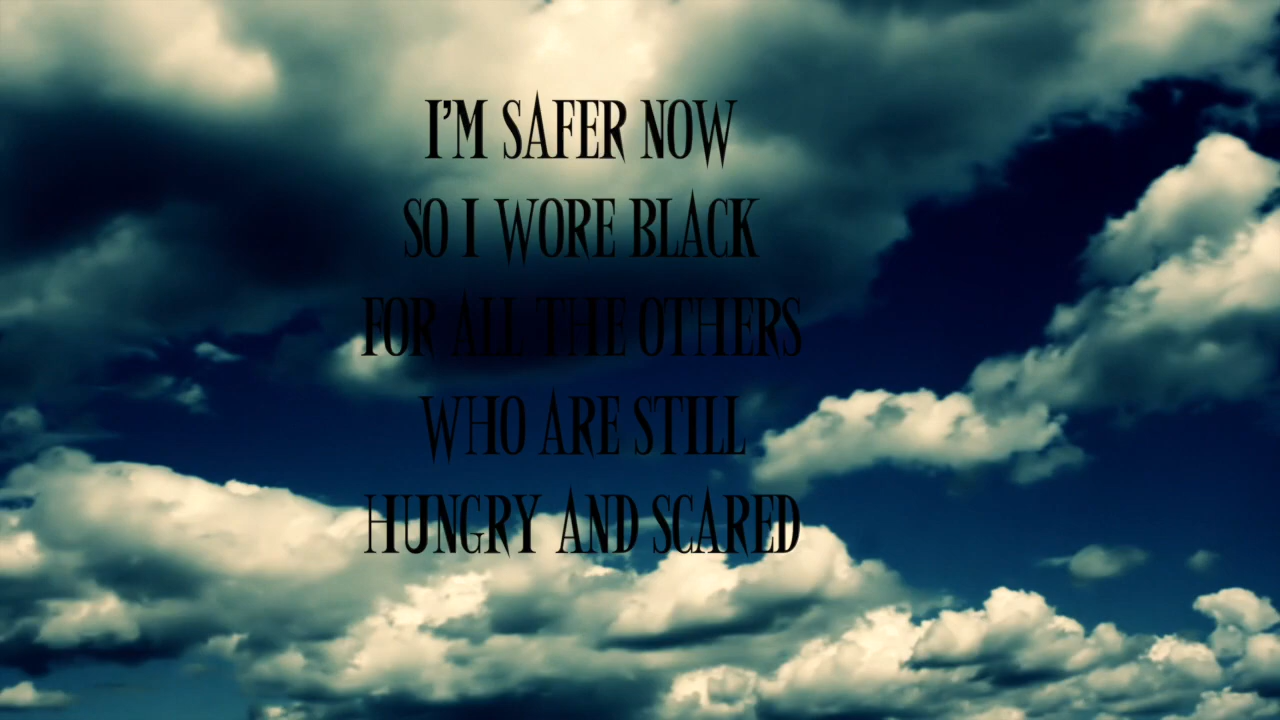 I'M SAFER NOW
SO I WORE BLACK
FOR ALL THE OTHERS
WHO ARE STILL
HUNGRY AND SCARED